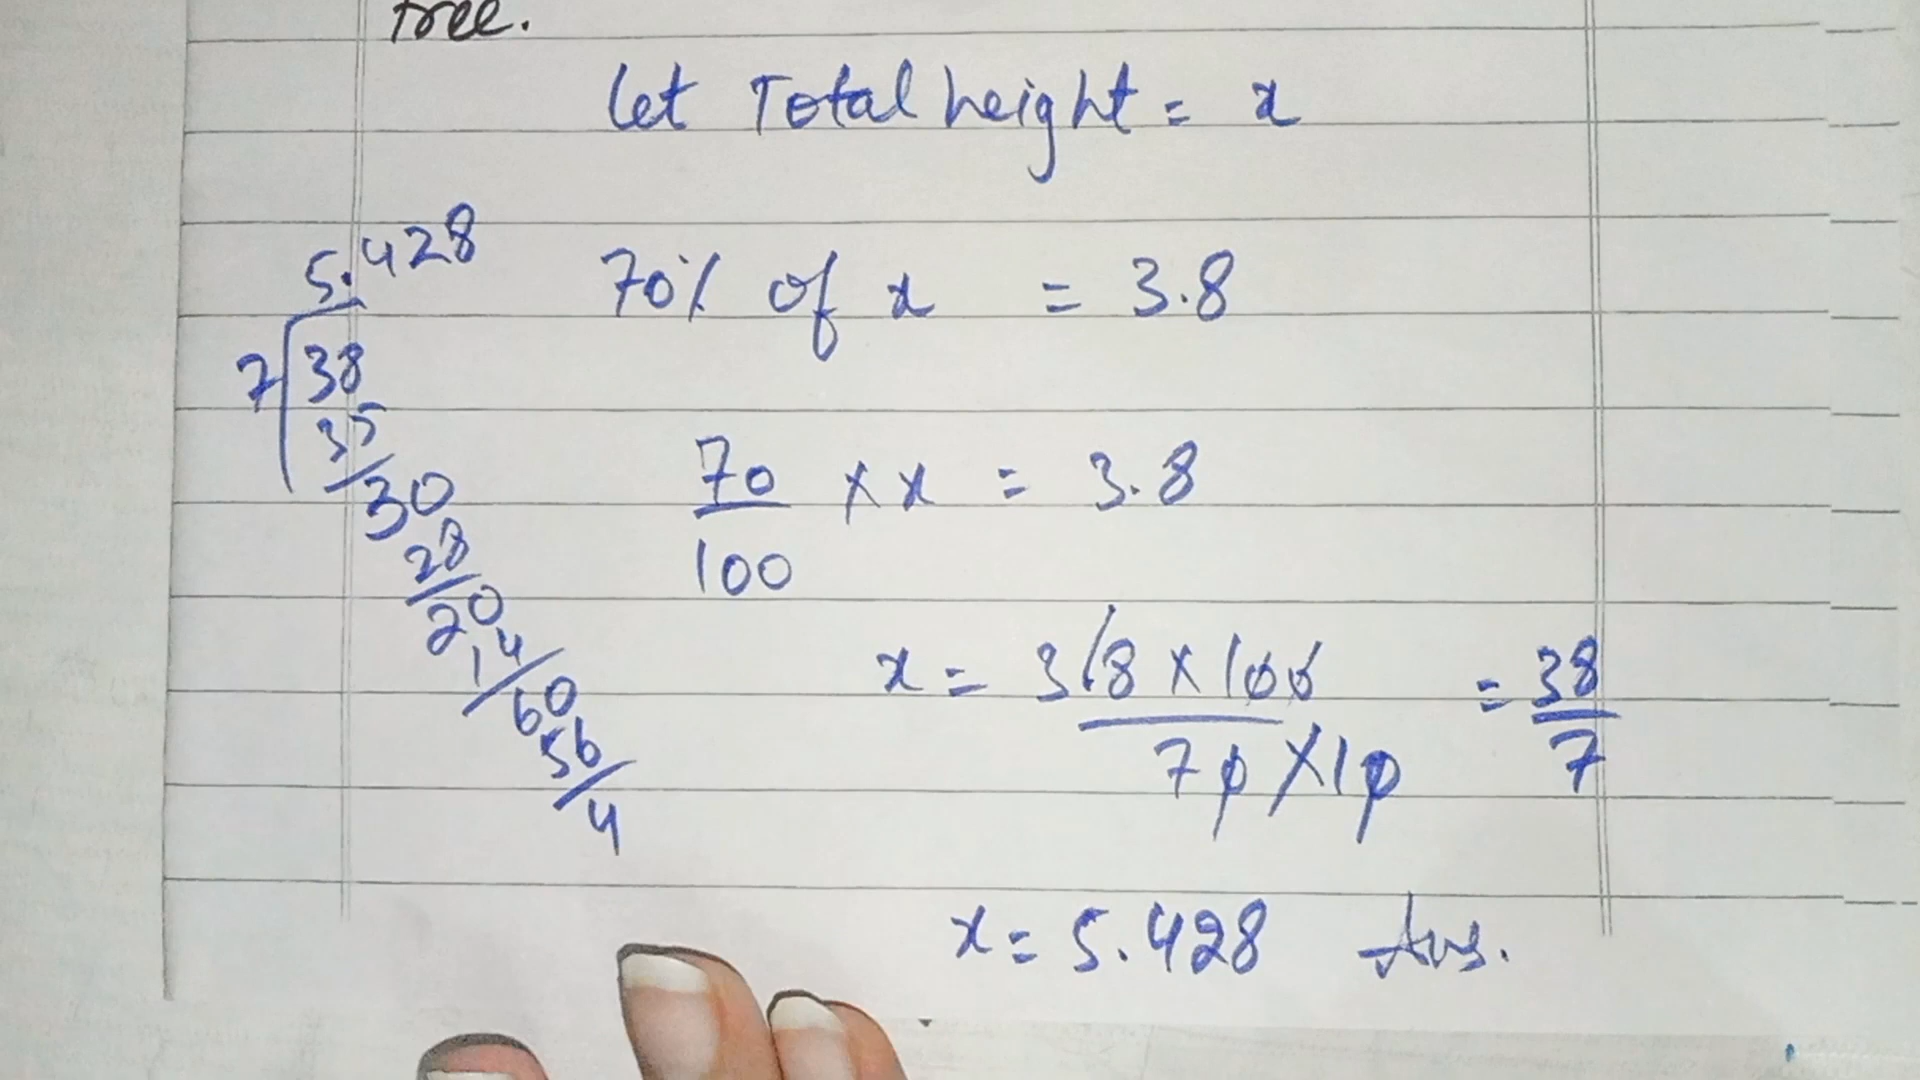 tree.
let Total height = x
70% of x = 3.8
70/100 × x = 3.8
x = 3.8 × 100 / 70 × 10 = 38/7
x = 5.428 Ans.
5.428
7 38
35
30
28
20
14
60
56
4